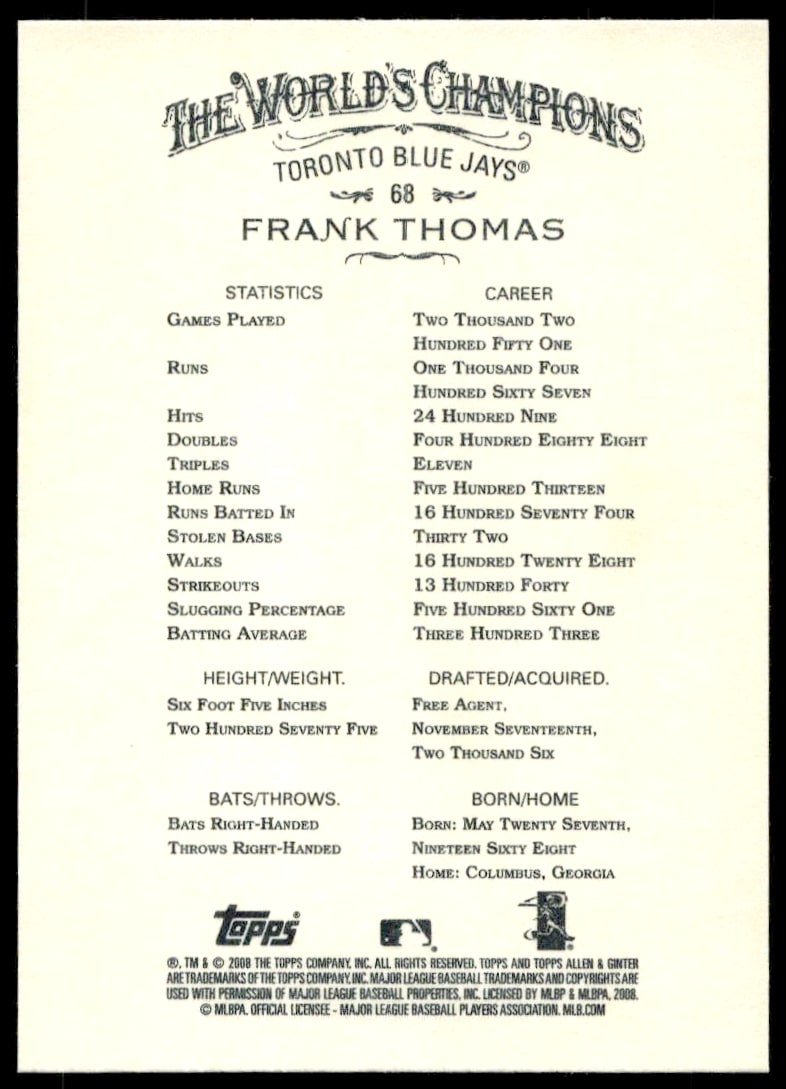 THE WORLD'S CHAMPIONS
TORONTO BLUE JAYS®
68
FRANK THOMAS
STATISTICS CAREER
GAMES PLAYED TWO THOUSAND TWO
HUNDRED FIFTY ONE
RUNS ONE THOUSAND FOUR
HUNDRED SIXTY SEVEN
HITS 24 HUNDRED NINE
DOUBLES FOUR HUNDRED EIGHTY EIGHT
TRIPLES ELEVEN
HOME RUNS FIVE HUNDRED THIRTEEN
RUNS BATTED IN 16 HUNDRED SEVENTY FOUR
STOLEN BASES THIRTY TWO
WALKS 16 HUNDRED TWENTY EIGHT
STRIKEOUTS 13 HUNDRED FORTY
SLUGGING PERCENTAGE FIVE HUNDRED SIXTY ONE
BATTING AVERAGE THREE HUNDRED THREE
HEIGHT/WEIGHT.
SIX FOOT FIVE INCHES
TWO HUNDRED SEVENTY FIVE
DRAFTED/ACQUIRED.
FREE AGENT,
NOVEMBER SEVENTEENTH,
TWO THOUSAND SIX
BATS/THROWS.
BATS RIGHT-HANDED
THROWS RIGHT-HANDED
BORN/HOME
BORN: MAY TWENTY SEVENTH,
NINETEEN SIXTY EIGHT
HOME: COLUMBUS, GEORGIA
Topps®
®, TM & © 2008 THE TOPPS COMPANY, INC. ALL RIGHTS RESERVED. TOPPS AND TOPPS ALLEN & GINTER
ARE TRADEMARKS OF THE TOPPS COMPANY, INC. MAJOR LEAGUE BASEBALL TRADEMARKS AND COPYRIGHTS ARE
USED WITH PERMISSION OF MAJOR LEAGUE BASEBALL PROPERTIES, INC. LICENSED BY MLBP & MLBPA, 2008.
© MLBPA. OFFICIAL LICENSEE - MAJOR LEAGUE BASEBALL PLAYERS ASSOCIATION. MLB.COM